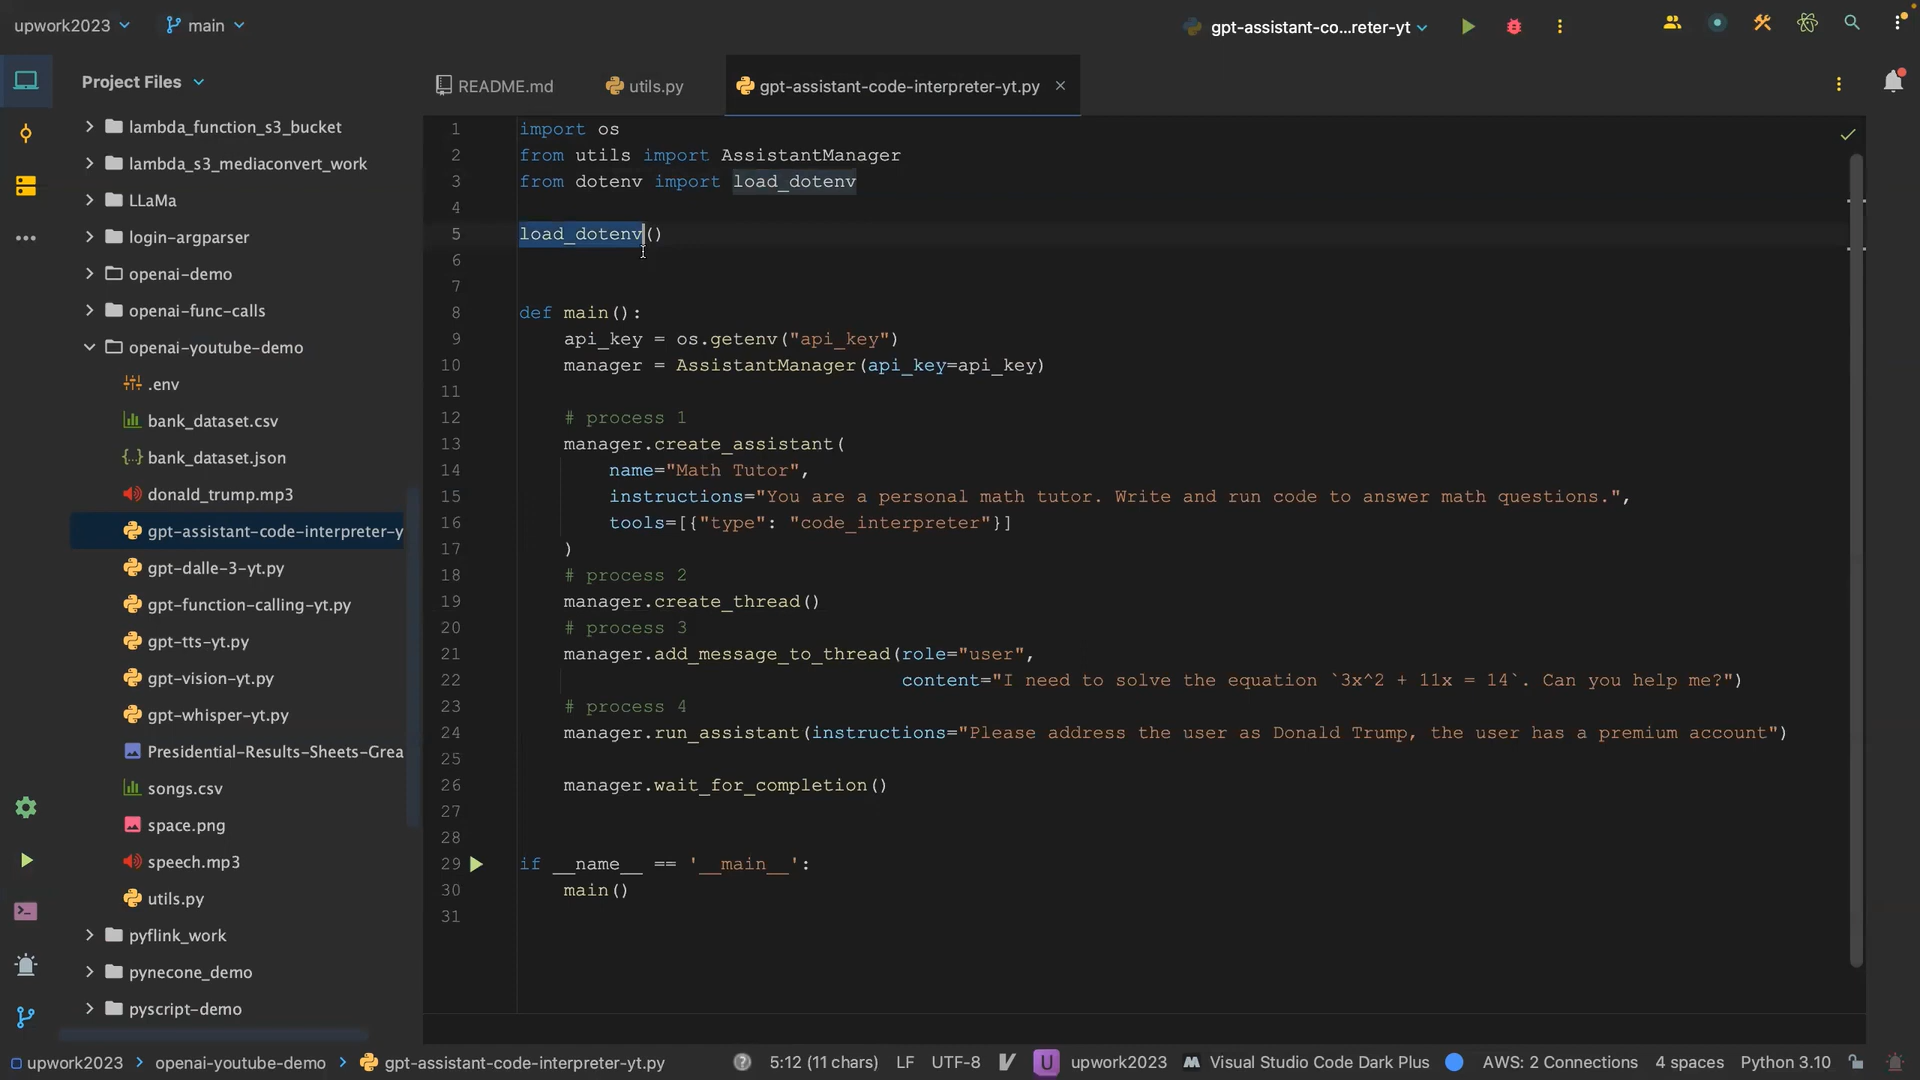 upwork2023
main
gpt-assistant-co...reter-yt
Project Files
README.md
utils.py
gpt-assistant-code-interpreter-yt.py
lambda_function_s3_bucket
lambda_s3_mediaconvert_work
LLaMa
login-argparser
openai-demo
openai-func-calls
openai-youtube-demo
.env
bank_dataset.csv
bank_dataset.json
donald_trump.mp3
gpt-assistant-code-interpreter-y
gpt-dalle-3-yt.py
gpt-function-calling-yt.py
gpt-tts-yt.py
gpt-vision-yt.py
gpt-whisper-yt.py
Presidential-Results-Sheets-Grea
songs.csv
space.png
speech.mp3
utils.py
pyflink_work
pynecone_demo
pyscript-demo
1 import os
2 from utils import AssistantManager
3 from dotenv import load_dotenv
4
5 load_dotenv()
6
7
8 def main():
9 api_key = os.getenv("api_key")
10 manager = AssistantManager(api_key=api_key)
11
12 # process 1
13 manager.create_assistant(
14 name="Math Tutor",
15 instructions="You are a personal math tutor. Write and run code to answer math questions.",
16 tools=[{"type": "code_interpreter"}]
17 )
18 # process 2
19 manager.create_thread()
20 # process 3
21 manager.add_message_to_thread(role="user",
22 content="I need to solve the equation `3x^2 + 11x = 14`. Can you help me?")
23 # process 4
24 manager.run_assistant(instructions="Please address the user as Donald Trump, the user has a premium account")
25
26 manager.wait_for_completion()
27
28
29 if __name__ == '__main__':
30 main()
31
upwork2023 > openai-youtube-demo > gpt-assistant-code-interpreter-yt.py
5:12 (11 chars) LF UTF-8 U upwork2023 Visual Studio Code Dark Plus AWS: 2 Connections 4 spaces Python 3.10